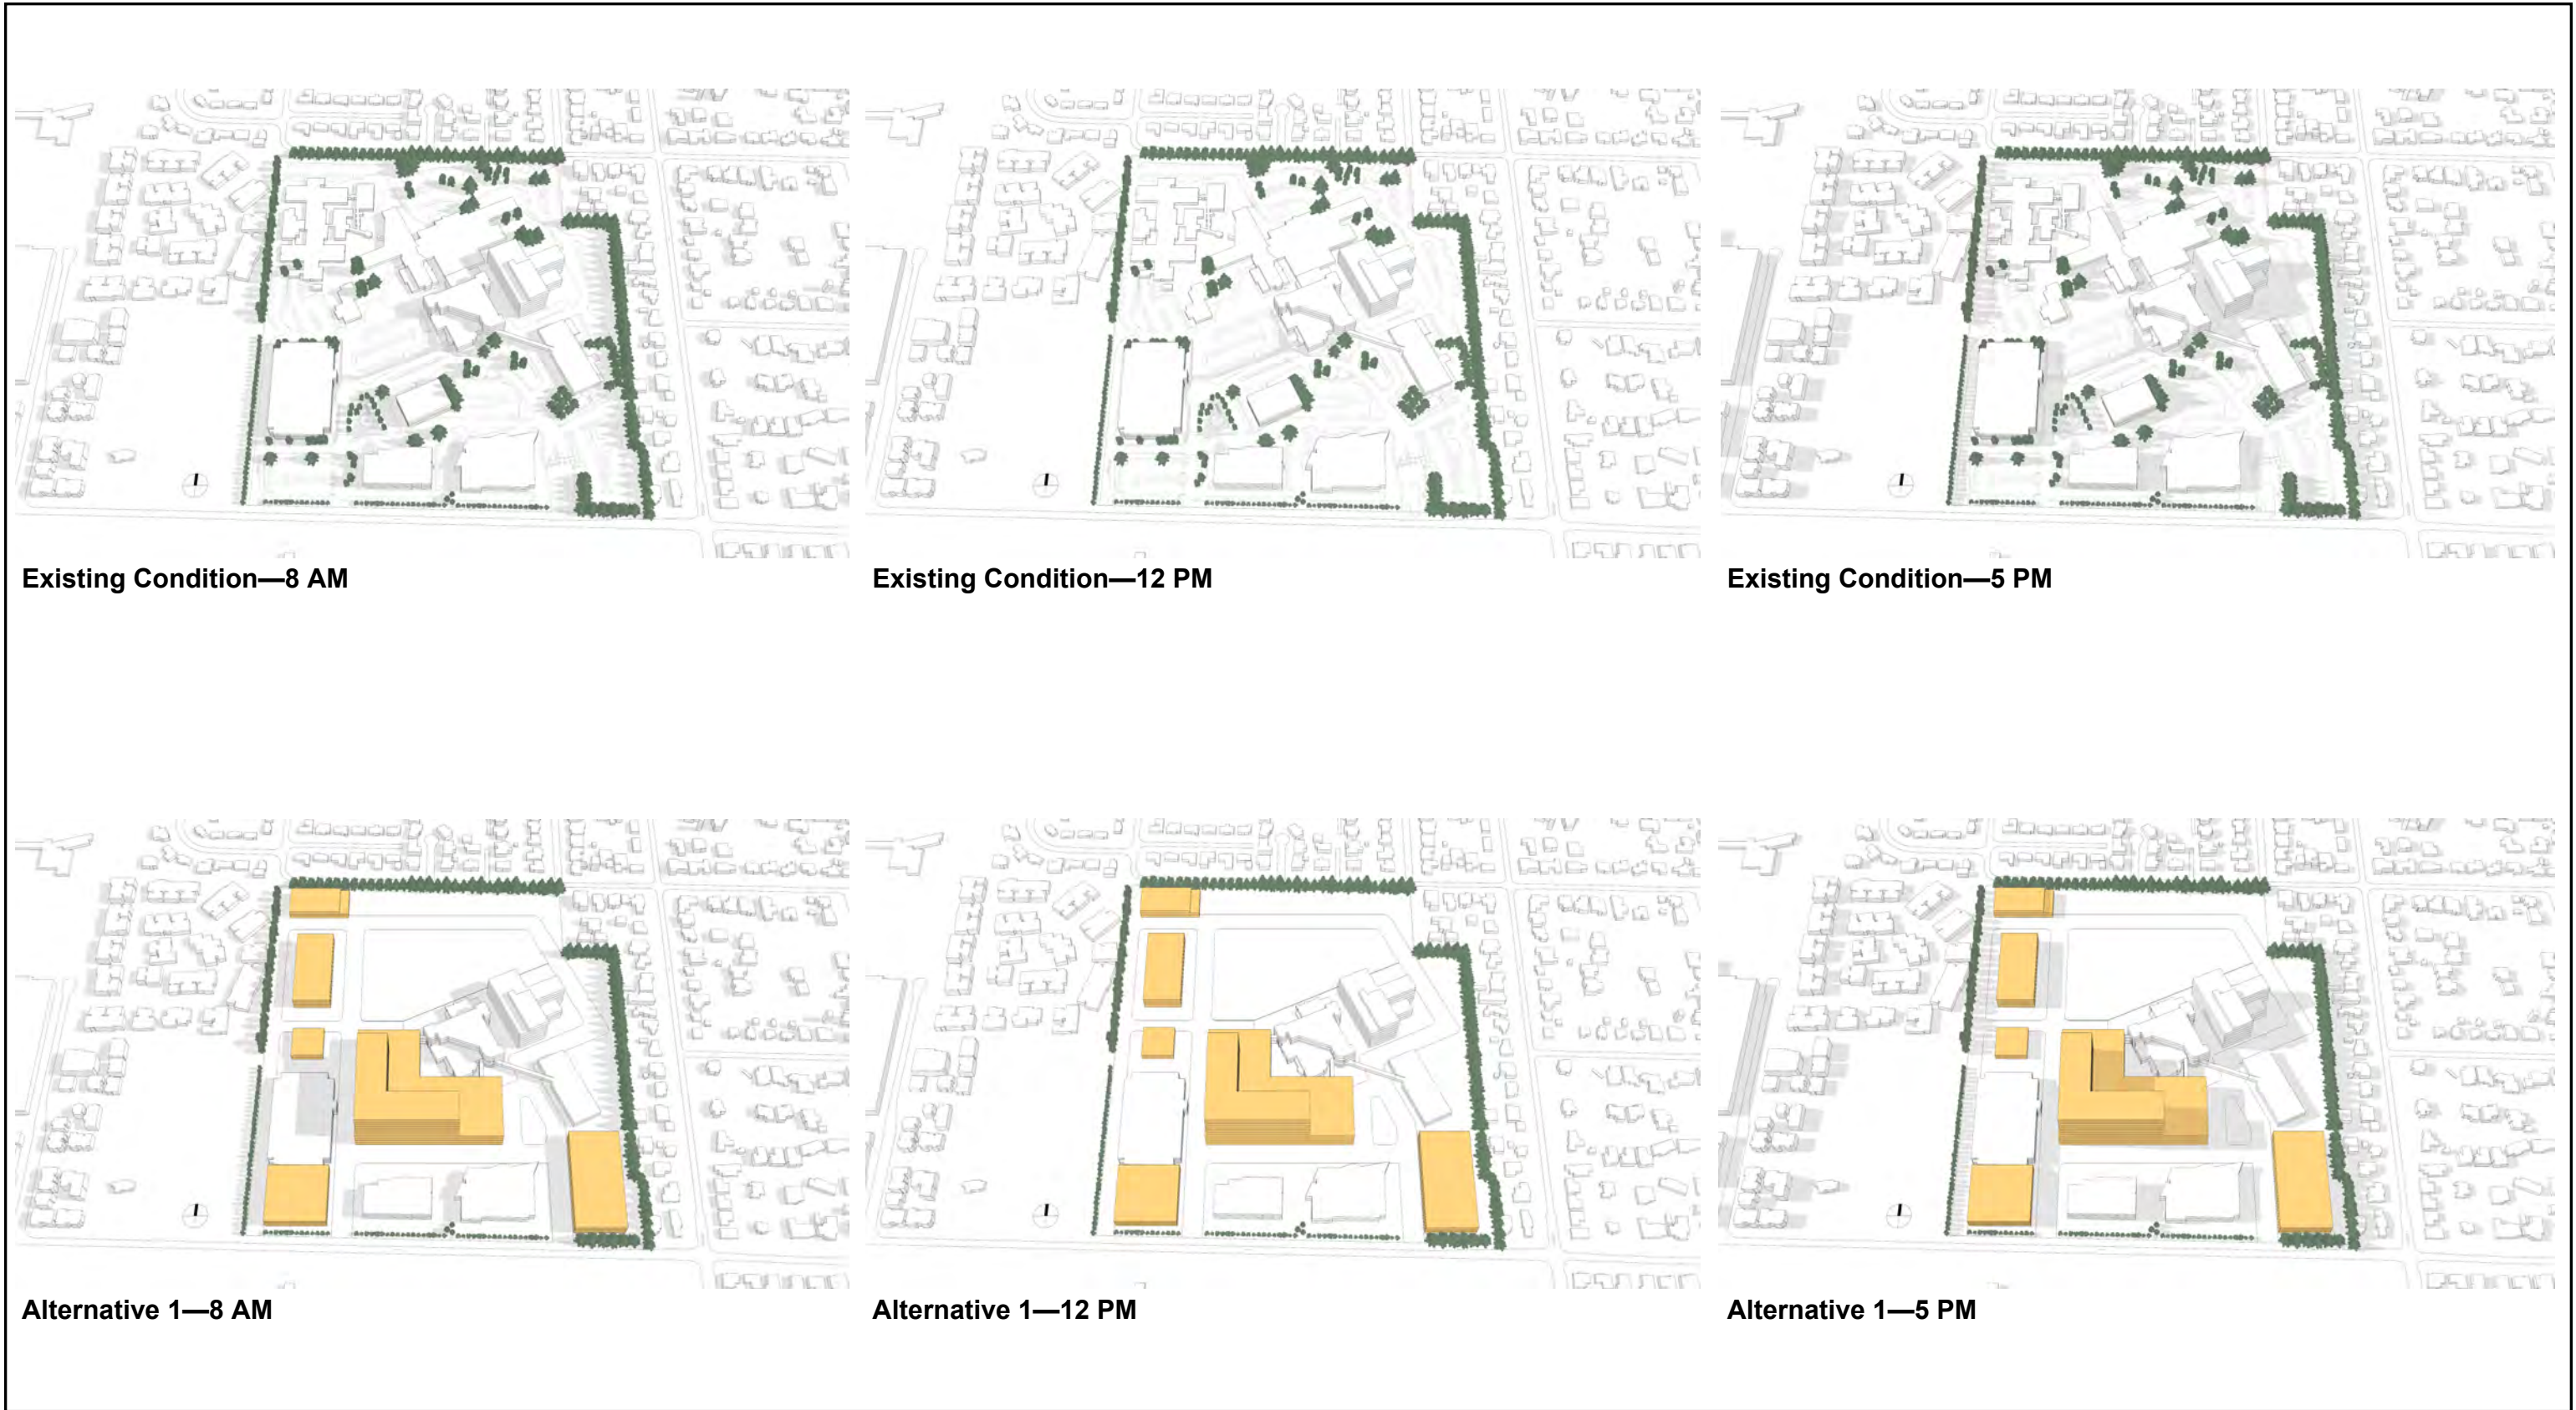 Existing Condition—8 AM
Existing Condition—12 PM
Existing Condition—5 PM
Alternative 1—8 AM
Alternative 1—12 PM
Alternative 1—5 PM